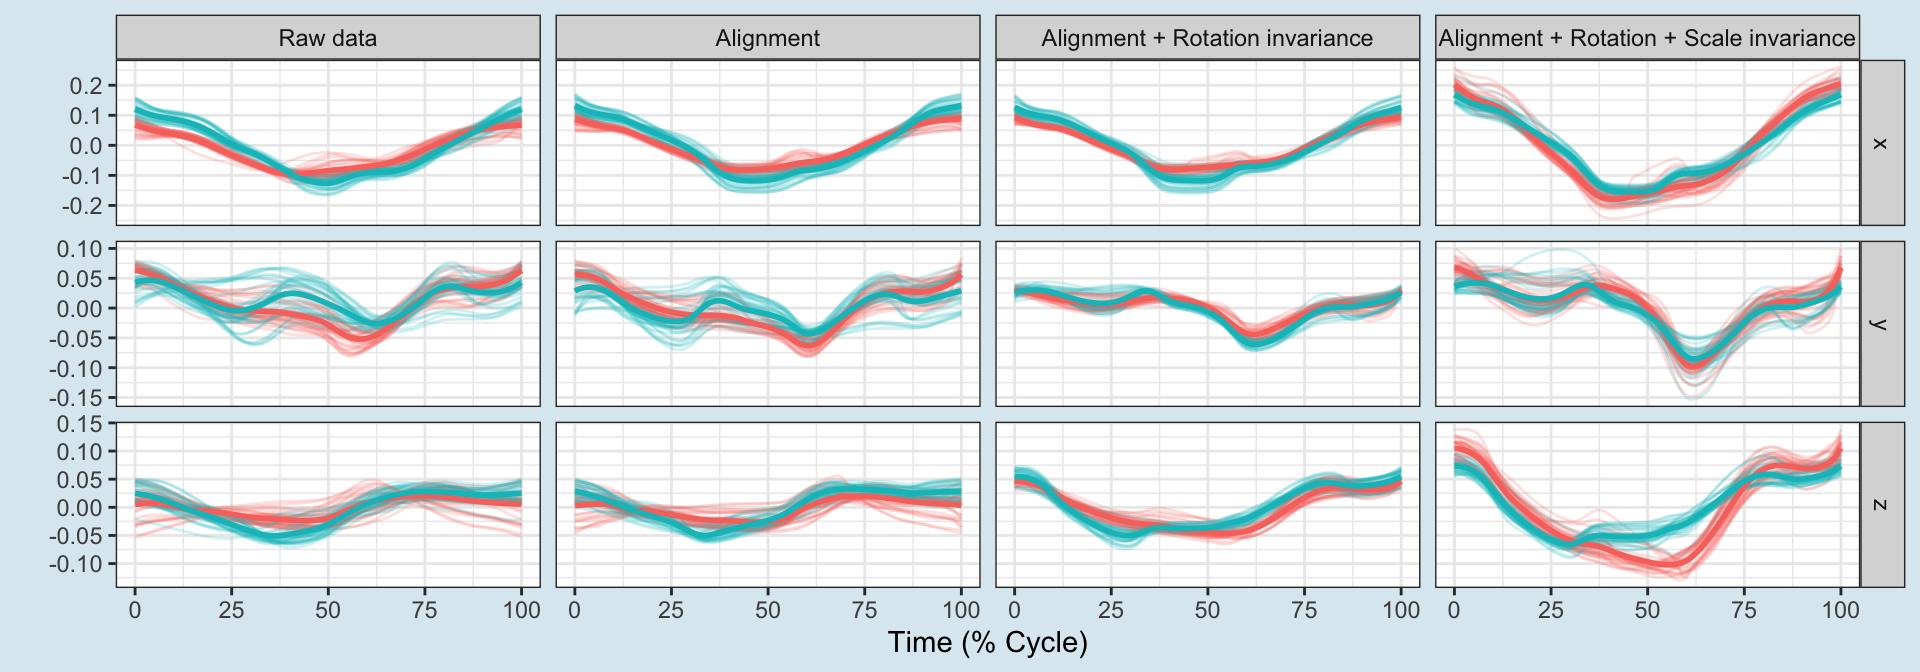 Raw data
Alignment
Alignment + Rotation invariance
Alignment + Rotation + Scale invariance
0.2
0.1
0.0
-0.1
-0.2
x
0.10
0.05
0.00
-0.05
-0.10
-0.15
y
0.15
0.10
0.05
0.00
-0.05
-0.10
z
0 25 50 75 100 0 25 50 75 100 0 25 50 75 100 0 25 50 75 100
Time (% Cycle)